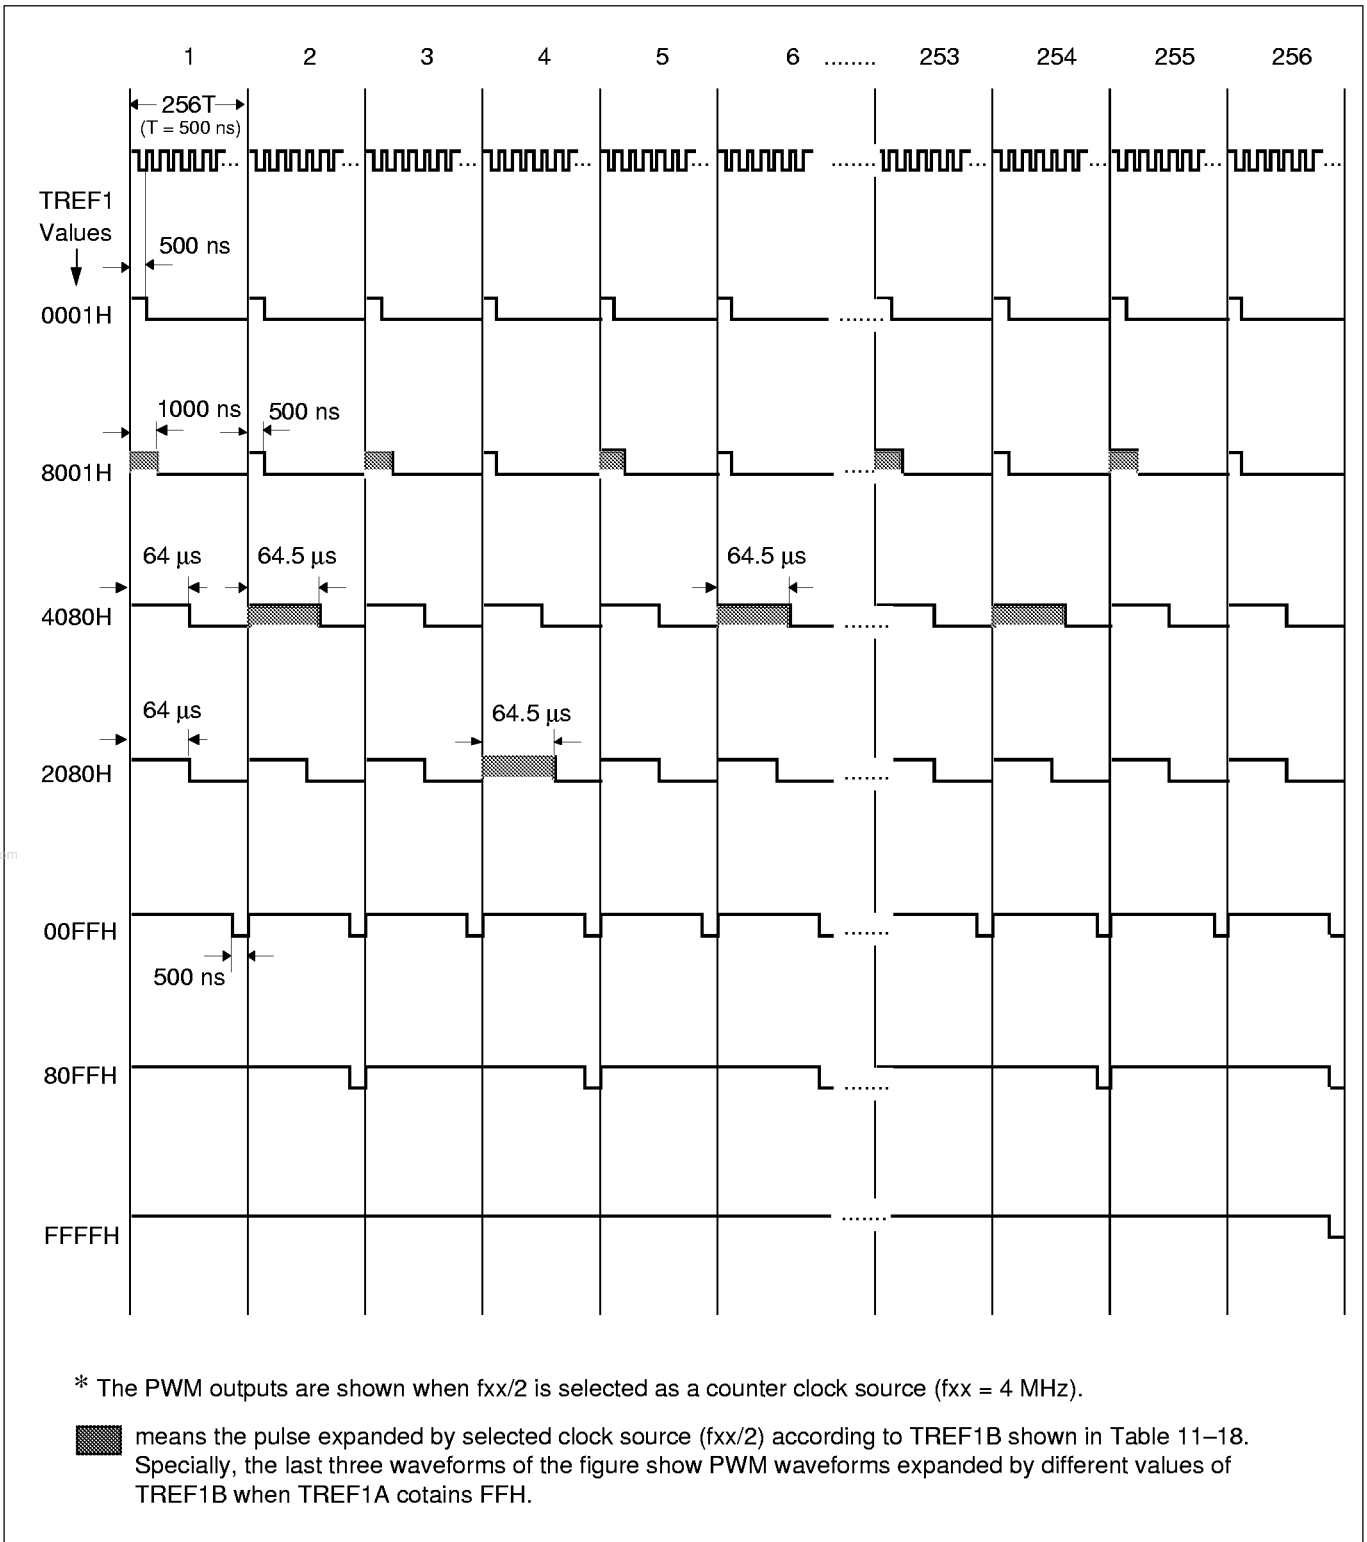 1 2 3 4 5 6 ........ 253 254 255 256
256T
(T = 500 ns)
... ... ... ... ... ........ ... ... ... ...
TREF1
Values
500 ns
0001H ........
1000 ns 500 ns
8001H .....
64 µs 64.5 µs 64.5 µs
4080H .......
64 µs 64.5 µs
2080H .......
00FFH .......
500 ns
80FFH .......
FFFFH .......
* The PWM outputs are shown when fxx/2 is selected as a counter clock source (fxx = 4 MHz).
means the pulse expanded by selected clock source (fxx/2) according to TREF1B shown in Table 11–18.
Specially, the last three waveforms of the figure show PWM waveforms expanded by different values of
TREF1B when TREF1A cotains FFH.